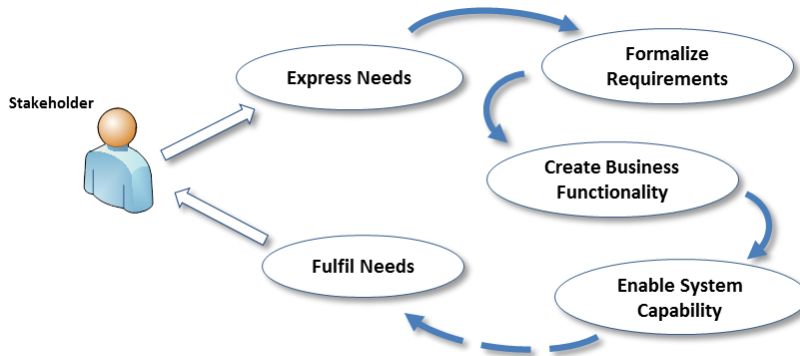 Stakeholder
Express Needs
Formalize
Requirements
Create Business
Functionality
Enable System
Capability
Fulfil Needs